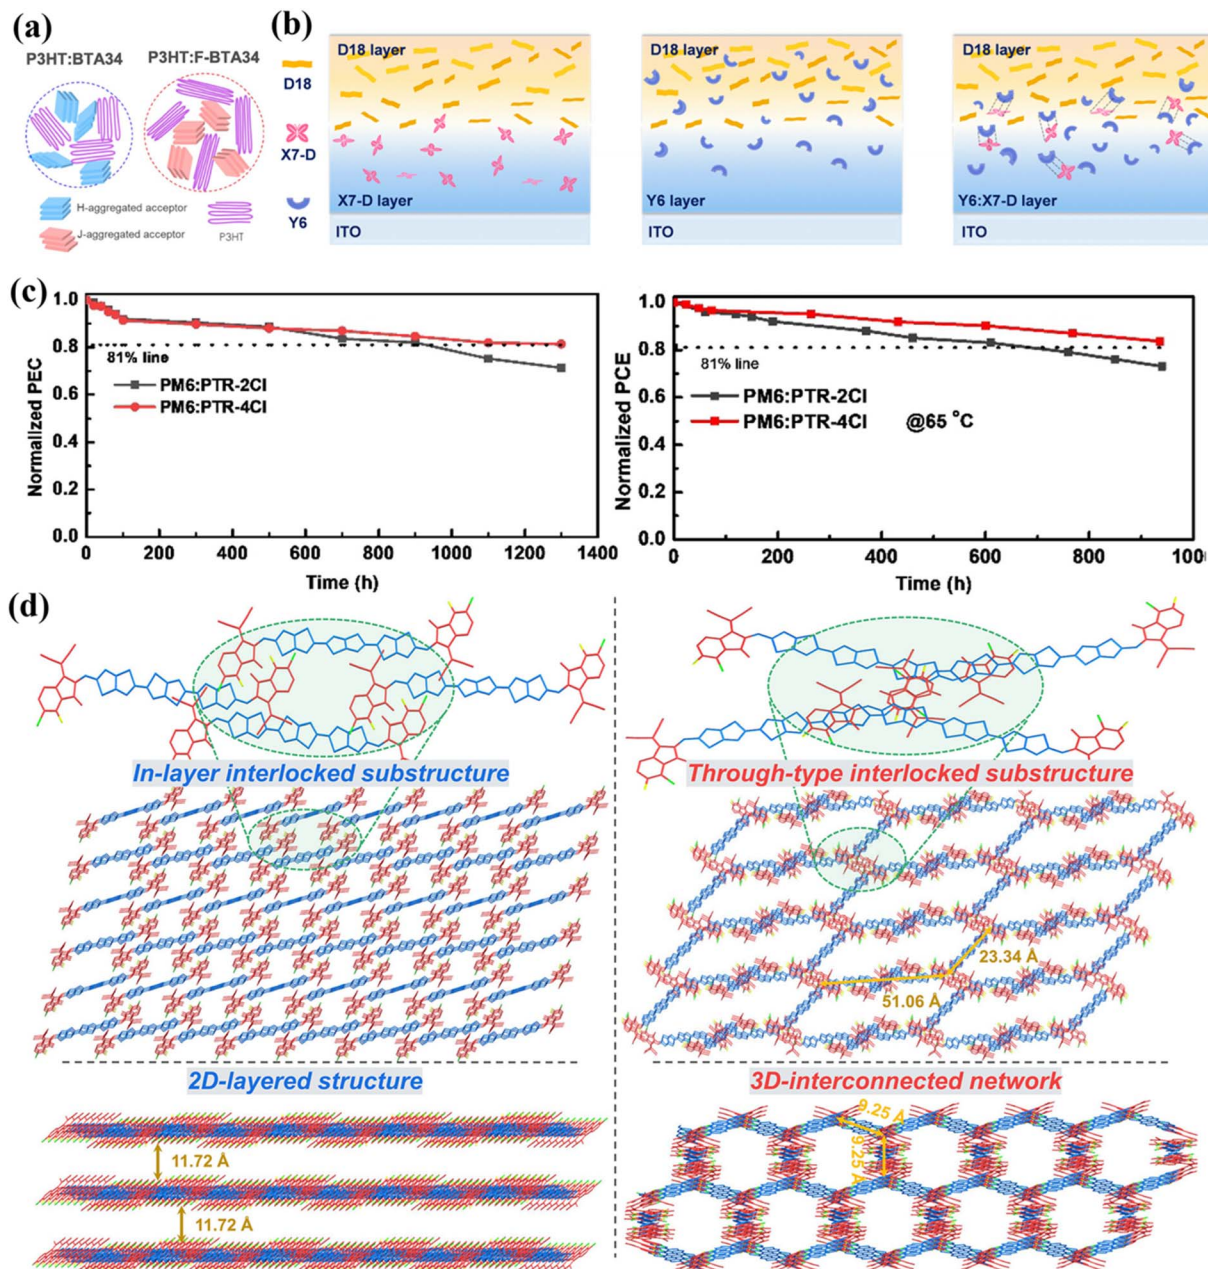 (a)
P3HT:BTA34
P3HT:F-BTA34
H-aggregated acceptor
J-aggregated acceptor
P3HT
(b)
D18
X7-D
Y6
D18 layer
X7-D layer
ITO
D18 layer
Y6 layer
ITO
D18 layer
Y6:X7-D layer
ITO
(c)
Normalized PEC
1.0
0.8
0.6
0.4
0.2
0.0
81% line
PM6:PTR-2Cl
PM6:PTR-4Cl
0 200 400 600 800 1000 1200 1400
Time (h)
Normalized PCE
1.0
0.8
0.6
0.4
0.2
0.0
81% line
PM6:PTR-2Cl
PM6:PTR-4Cl @65 °C
0 200 400 600 800 100
Time (h)
(d)
In-layer interlocked substructure
Through-type interlocked substructure
23.34 Å
51.06 Å
2D-layered structure
3D-interconnected network
11.72 Å
11.72 Å
9.25 Å
9.25 Å